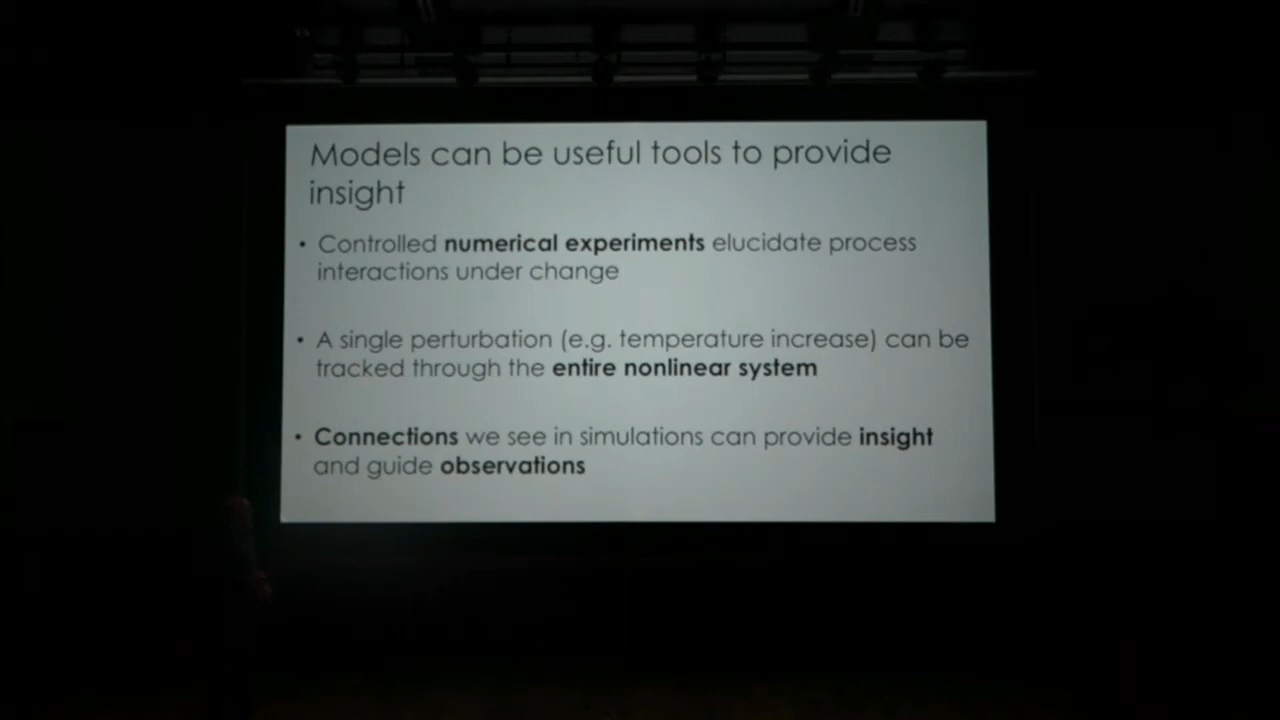 Models can be useful tools to provide
insight
• Controlled numerical experiments elucidate process
interactions under change
• A single perturbation (e.g. temperature increase) can be
tracked through the entire nonlinear system
• Connections we see in simulations can provide insight
and guide observations